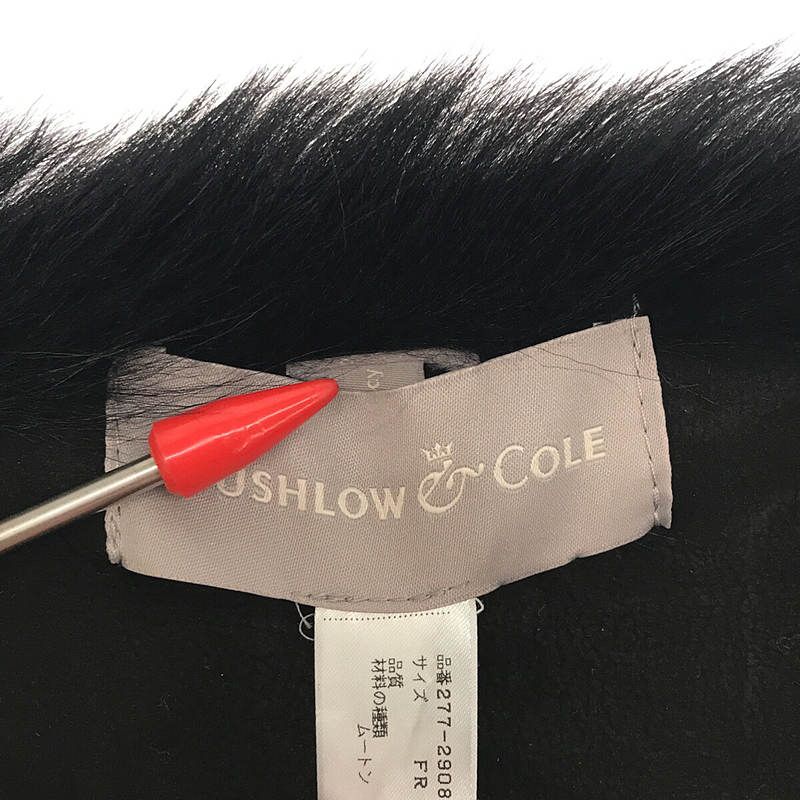 USHLOW & COLE
品番277-2908
サイズ FR
品質
材料の種類 ムートン